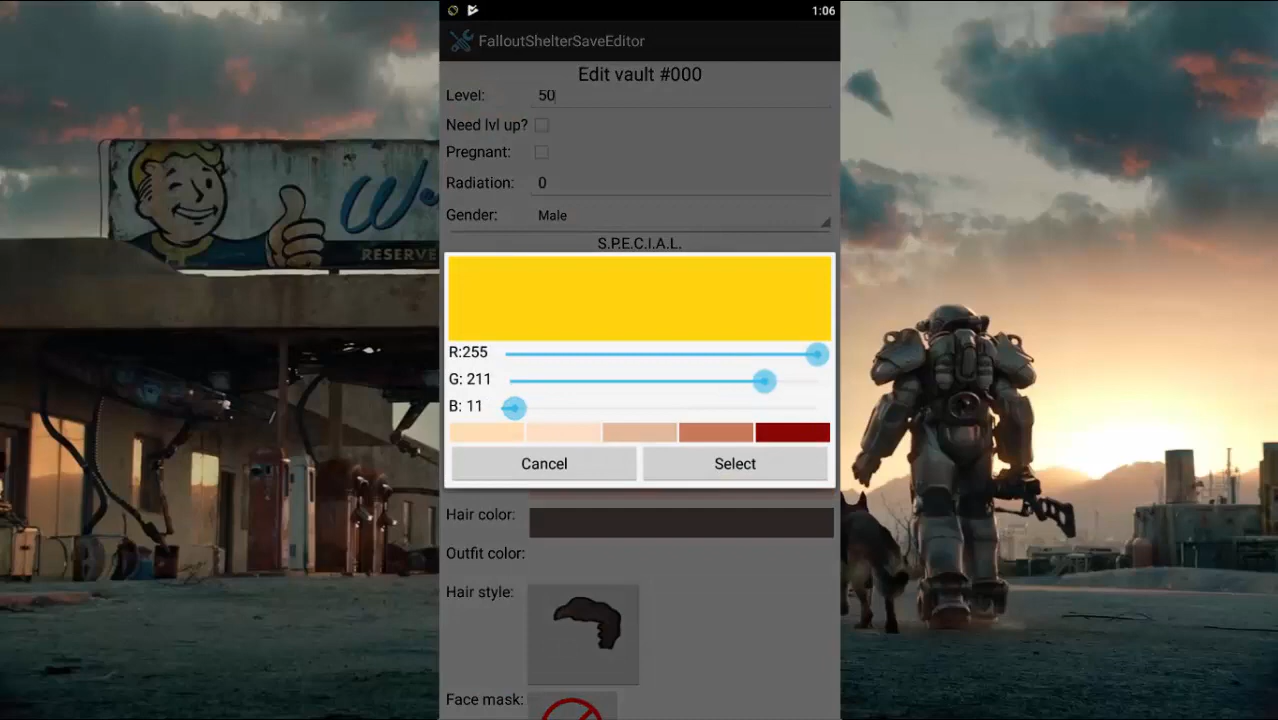 1:06
FalloutShelterSaveEditor
Edit vault #000
Level: 50
Need lvl up?
Pregnant:
Radiation: 0
Gender: Male
S.P.E.C.I.A.L.
RESERVE
R:255
G: 211
B: 11
Cancel Select
Hair color:
Outfit color:
Hair style:
Face mask: